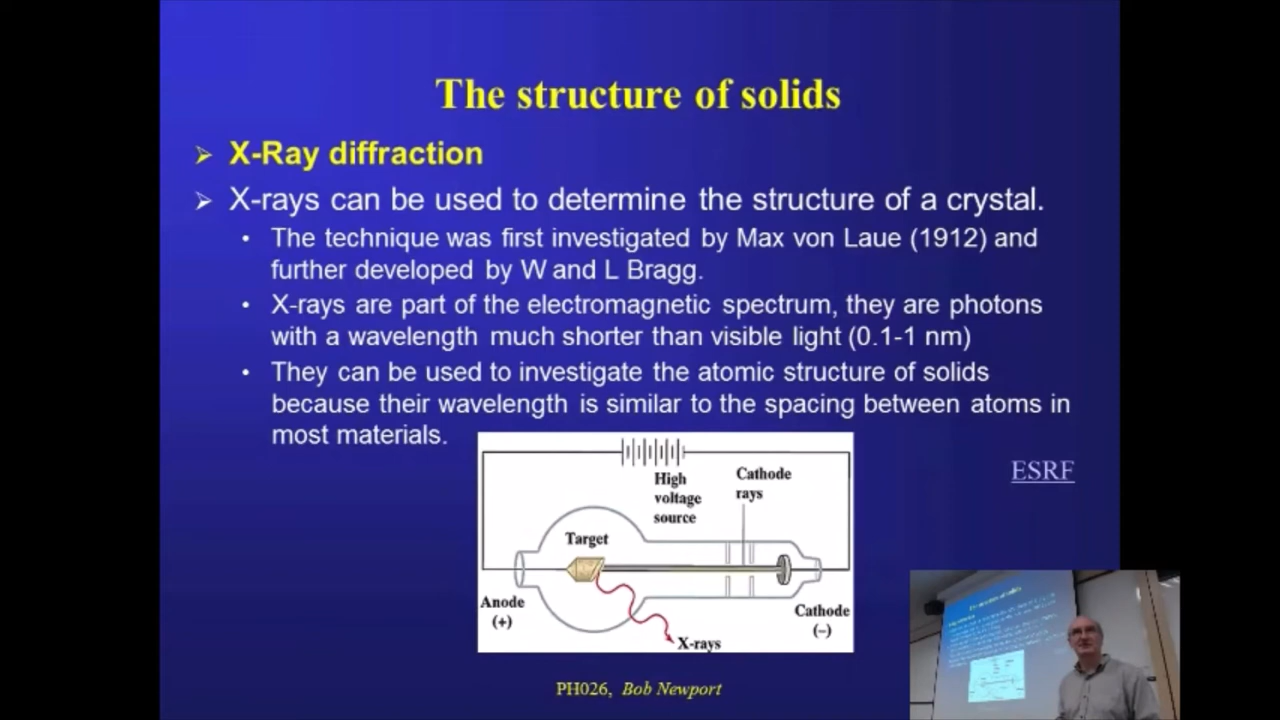 The structure of solids
X-Ray diffraction
X-rays can be used to determine the structure of a crystal.
The technique was first investigated by Max von Laue (1912) and
further developed by W and L Bragg.
X-rays are part of the electromagnetic spectrum, they are photons
with a wavelength much shorter than visible light (0.1-1 nm)
They can be used to investigate the atomic structure of solids
because their wavelength is similar to the spacing between atoms in
most materials.
ESRF
High
voltage
source
Cathode
rays
Target
Anode
(+)
Cathode
(–)
X-rays
PH026, Bob Newport